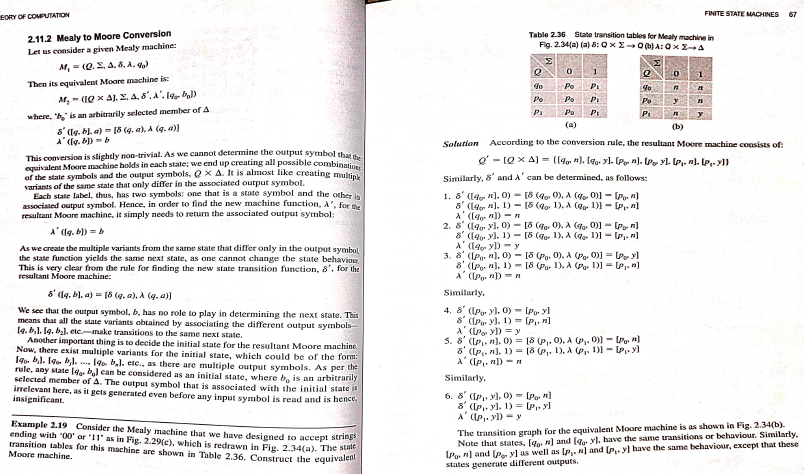 EORY OF COMPUTATION
2.11.2 Mealy to Moore Conversion
Let us consider a given Mealy machine:
M₁ = (Q, Σ, Δ, δ, λ, q₀)
Then its equivalent Moore machine is:
M₂ = ([Q × Δ], Σ, Δ, δ′, λ′, [q₀, b₀])
where, 'b₀' is an arbitrarily selected member of Δ
δ′ ([q, b], a) = [δ (q, a), λ (q, a)]
λ′ ([q, b]) = b
This conversion is slightly non-trivial. As we cannot determine the output symbol that the
equivalent Moore machine holds in each state; we end up creating all possible combinations
of the state symbols and the output symbols, Q × Δ. It is almost like creating multiple
variants of the same state that only differ in the associated output symbol.
Each state label, thus, has two symbols: one that is a state symbol and the other is
associated output symbol. Hence, in order to find the new machine function, λ′, for the
resultant Moore machine, it simply needs to return the associated output symbol:
λ′ ([q, b]) = b
As we create the multiple variants from the same state that differ only in the output symbol,
the state function yields the same next state, as one cannot change the state behaviour.
This is very clear from the rule for finding the new state transition function, δ′, for the
resultant Moore machine:
δ′ ([q, b], a) = [δ (q, a), λ (q, a)]
We see that the output symbol, b, has no role to play in determining the next state. This
means that all the state variants obtained by associating the different output symbols—
[q, b₁], [q, b₂], etc.—make transitions to the same next state.
Another important thing is to decide the initial state for the resultant Moore machine.
Now, there exist multiple variants for the initial state, which could be of the form:
[q₀, bᵢ], [q₀, bⱼ], ..., [q₀, bₙ], etc., as there are multiple output symbols. As per the
rule, any state [q₀, b₀] can be considered as an initial state, where b₀ is an arbitrarily
selected member of Δ. The output symbol that is associated with the initial state is
irrelevant here, as it gets generated even before any input symbol is read and is hence,
insignificant.
Example 2.19 Consider the Mealy machine that we have designed to accept strings
ending with '00' or '11' as in Fig. 2.29(c), which is redrawn in Fig. 2.34(a). The state
transition tables for this machine are shown in Table 2.36. Construct the equivalent
Moore machine.
FINITE STATE MACHINES 67
Table 2.36 State transition tables for Mealy machine in
Fig. 2.34(a) (a) δ: Q × Σ → Q (b) λ: Q × Σ → Δ
Σ
Q 0 1
q₀ p₀ p₁
p₀ p₀ p₁
p₁ p₀ p₁
(a)
Σ
Q 0 1
q₀ n n
p₀ y n
p₁ n y
(b)
Solution According to the conversion rule, the resultant Moore machine consists of:
Q′ = [Q × Δ] = {[q₀, n], [q₀, y], [p₀, n], [p₀, y], [p₁, n], [p₁, y]}
Similarly, δ′ and λ′ can be determined, as follows:
1. δ′ ([q₀, n], 0) = [δ (q₀, 0), λ (q₀, 0)] = [p₀, n]
δ′ ([q₀, n], 1) = [δ (q₀, 1), λ (q₀, 1)] = [p₁, n]
λ′ ([q₀, n]) = n
2. δ′ ([q₀, y], 0) = [δ (q₀, 0), λ (q₀, 0)] = [p₀, n]
δ′ ([q₀, y], 1) = [δ (q₀, 1), λ (q₀, 1)] = [p₁, n]
λ′ ([q₀, y]) = y
3. δ′ ([p₀, n], 0) = [δ (p₀, 0), λ (p₀, 0)] = [p₀, y]
δ′ ([p₀, n], 1) = [δ (p₀, 1), λ (p₀, 1)] = [p₁, n]
λ′ ([p₀, n]) = n
Similarly,
4. δ′ ([p₀, y], 0) = [p₀, y]
δ′ ([p₀, y], 1) = [p₁, n]
λ′ ([p₀, y]) = y
5. δ′ ([p₁, n], 0) = [δ (p₁, 0), λ (p₁, 0)] = [p₀, n]
δ′ ([p₁, n], 1) = [δ (p₁, 1), λ (p₁, 1)] = [p₁, y]
λ′ ([p₁, n]) = n
Similarly,
6. δ′ ([p₁, y], 0) = [p₀, n]
δ′ ([p₁, y], 1) = [p₁, y]
λ′ ([p₁, y]) = y
The transition graph for the equivalent Moore machine is as shown in Fig. 2.34(b).
Note that states, [q₀, n] and [q₀, y], have the same transitions or behaviour. Similarly,
[p₀, n] and [p₀, y] as well as [p₁, n] and [p₁, y] have the same behaviour, except that these
states generate different outputs.